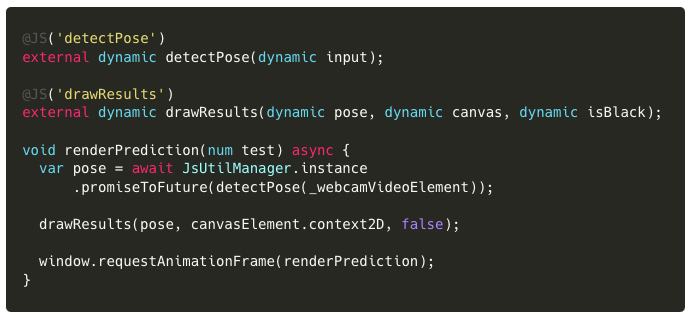 @JS('detectPose')
external dynamic detectPose(dynamic input);
@JS('drawResults')
external dynamic drawResults(dynamic pose, dynamic canvas, dynamic isBlack);
void renderPrediction(num test) async {
  var pose = await JsUtilManager.instance
      .promiseToFuture(detectPose(_webcamVideoElement));
  drawResults(pose, canvasElement.context2D, false);
  window.requestAnimationFrame(renderPrediction);
}